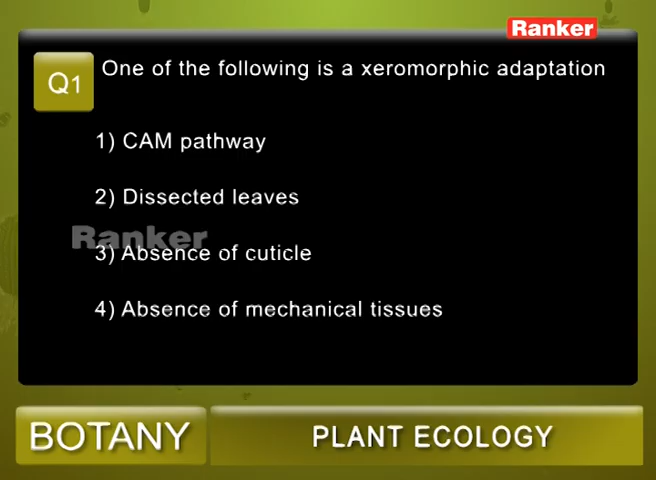 Ranker
Q1 One of the following is a xeromorphic adaptation
1) CAM pathway
2) Dissected leaves
Ranker
3) Absence of cuticle
4) Absence of mechanical tissues
BOTANY PLANT ECOLOGY